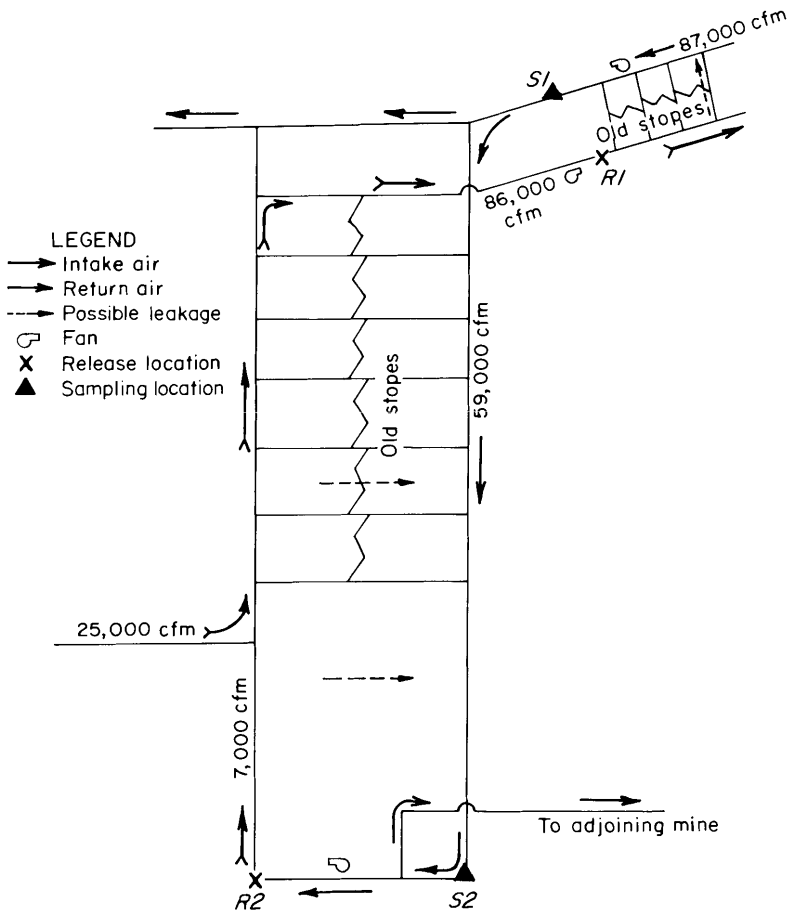 87,000 cfm
S1
Old stopes
R1
86,000
cfm
LEGEND
Intake air
Return air
Possible leakage
Fan
Release location
Sampling location
59,000 cfm
Old stopes
25,000 cfm
7,000 cfm
To adjoining mine
R2
S2